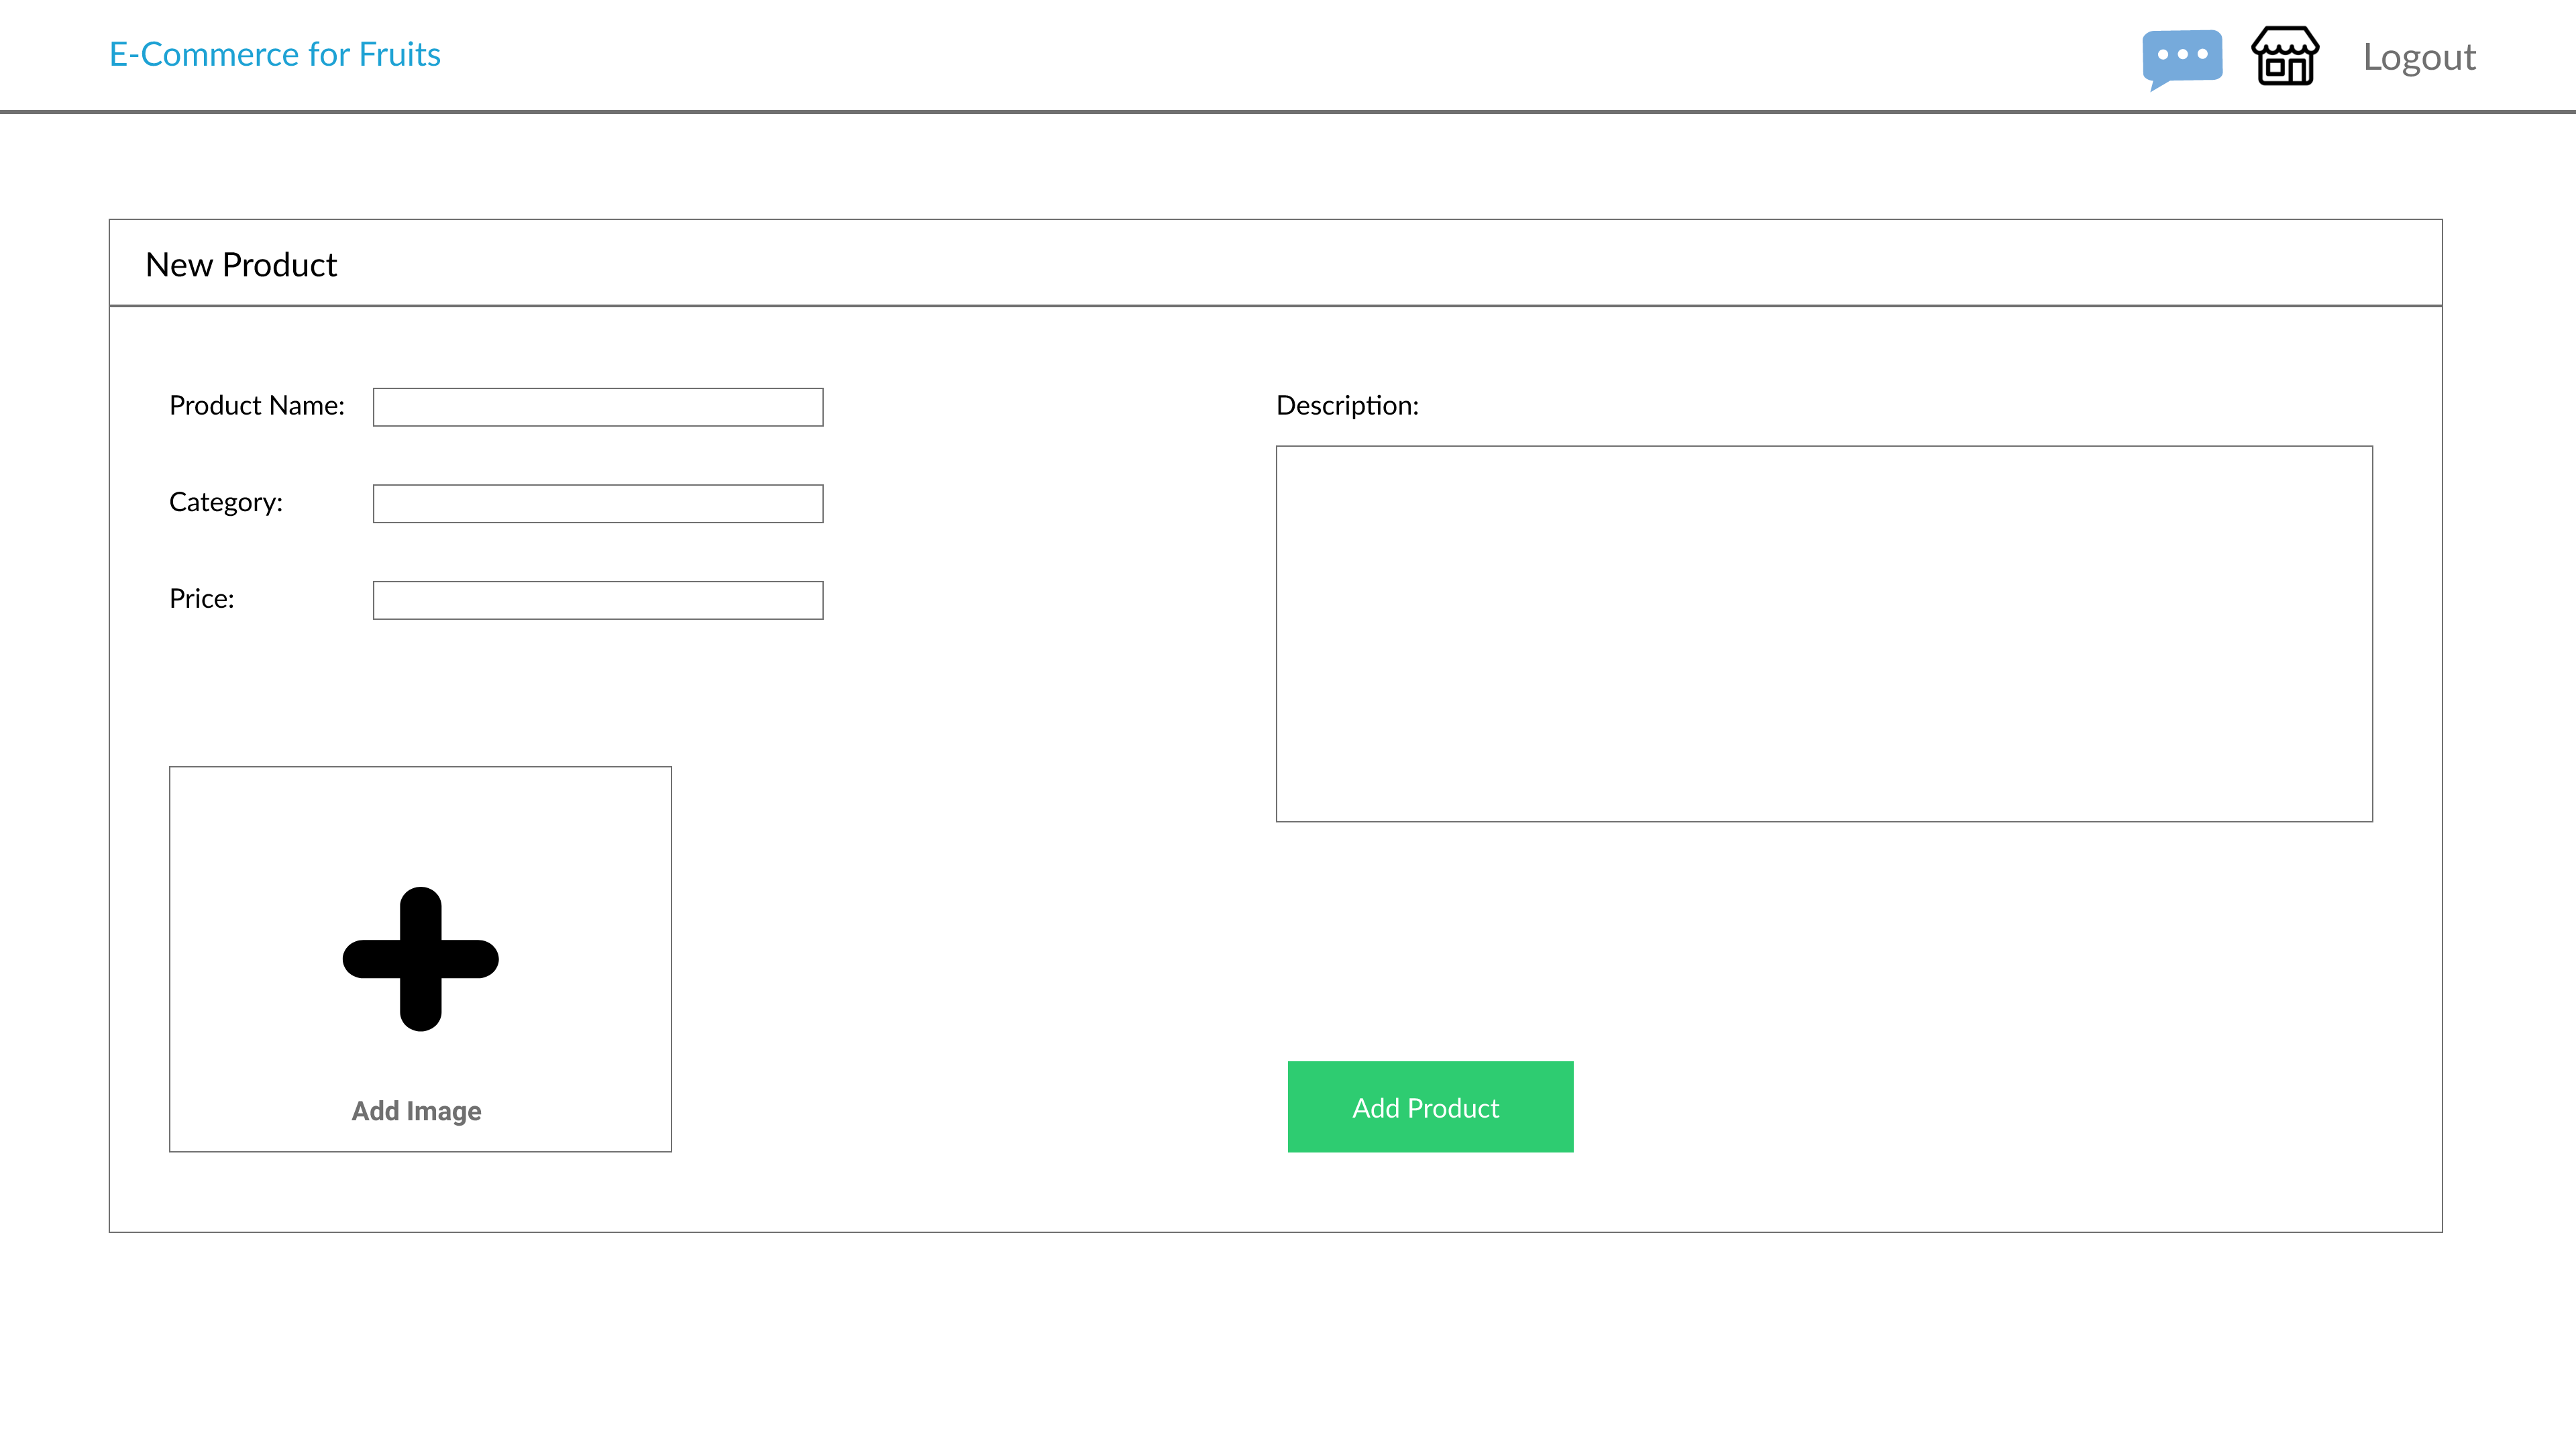 E-Commerce for Fruits
Logout
New Product
Product Name:
Category:
Price:
Description:
Add Image
Add Product